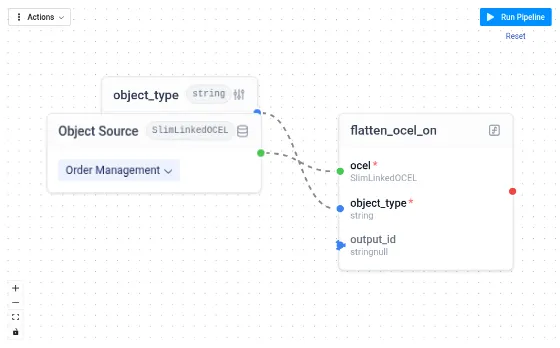 Actions
Run Pipeline
Reset
object_type string
Object Source SlimLinkedOCEL
Order Management
flatten_ocel_on
ocel *
SlimLinkedOCEL
object_type *
string
output_id
stringnull